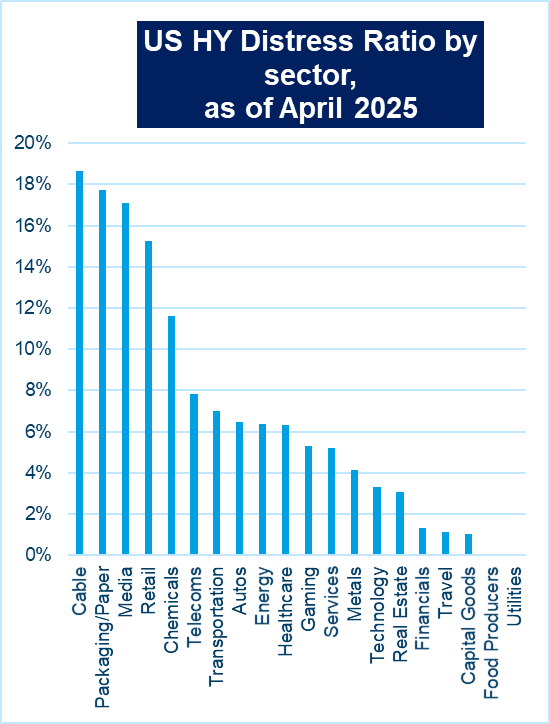 US HY Distress Ratio by
sector,
as of April 2025
20%
18%
16%
14%
12%
10%
8%
6%
4%
2%
0%
Cable
Packaging/Paper
Media
Retail
Chemicals
Telecoms
Transportation
Autos
Energy
Healthcare
Gaming
Services
Metals
Technology
Real Estate
Financials
Travel
Capital Goods
Food Producers
Utilities